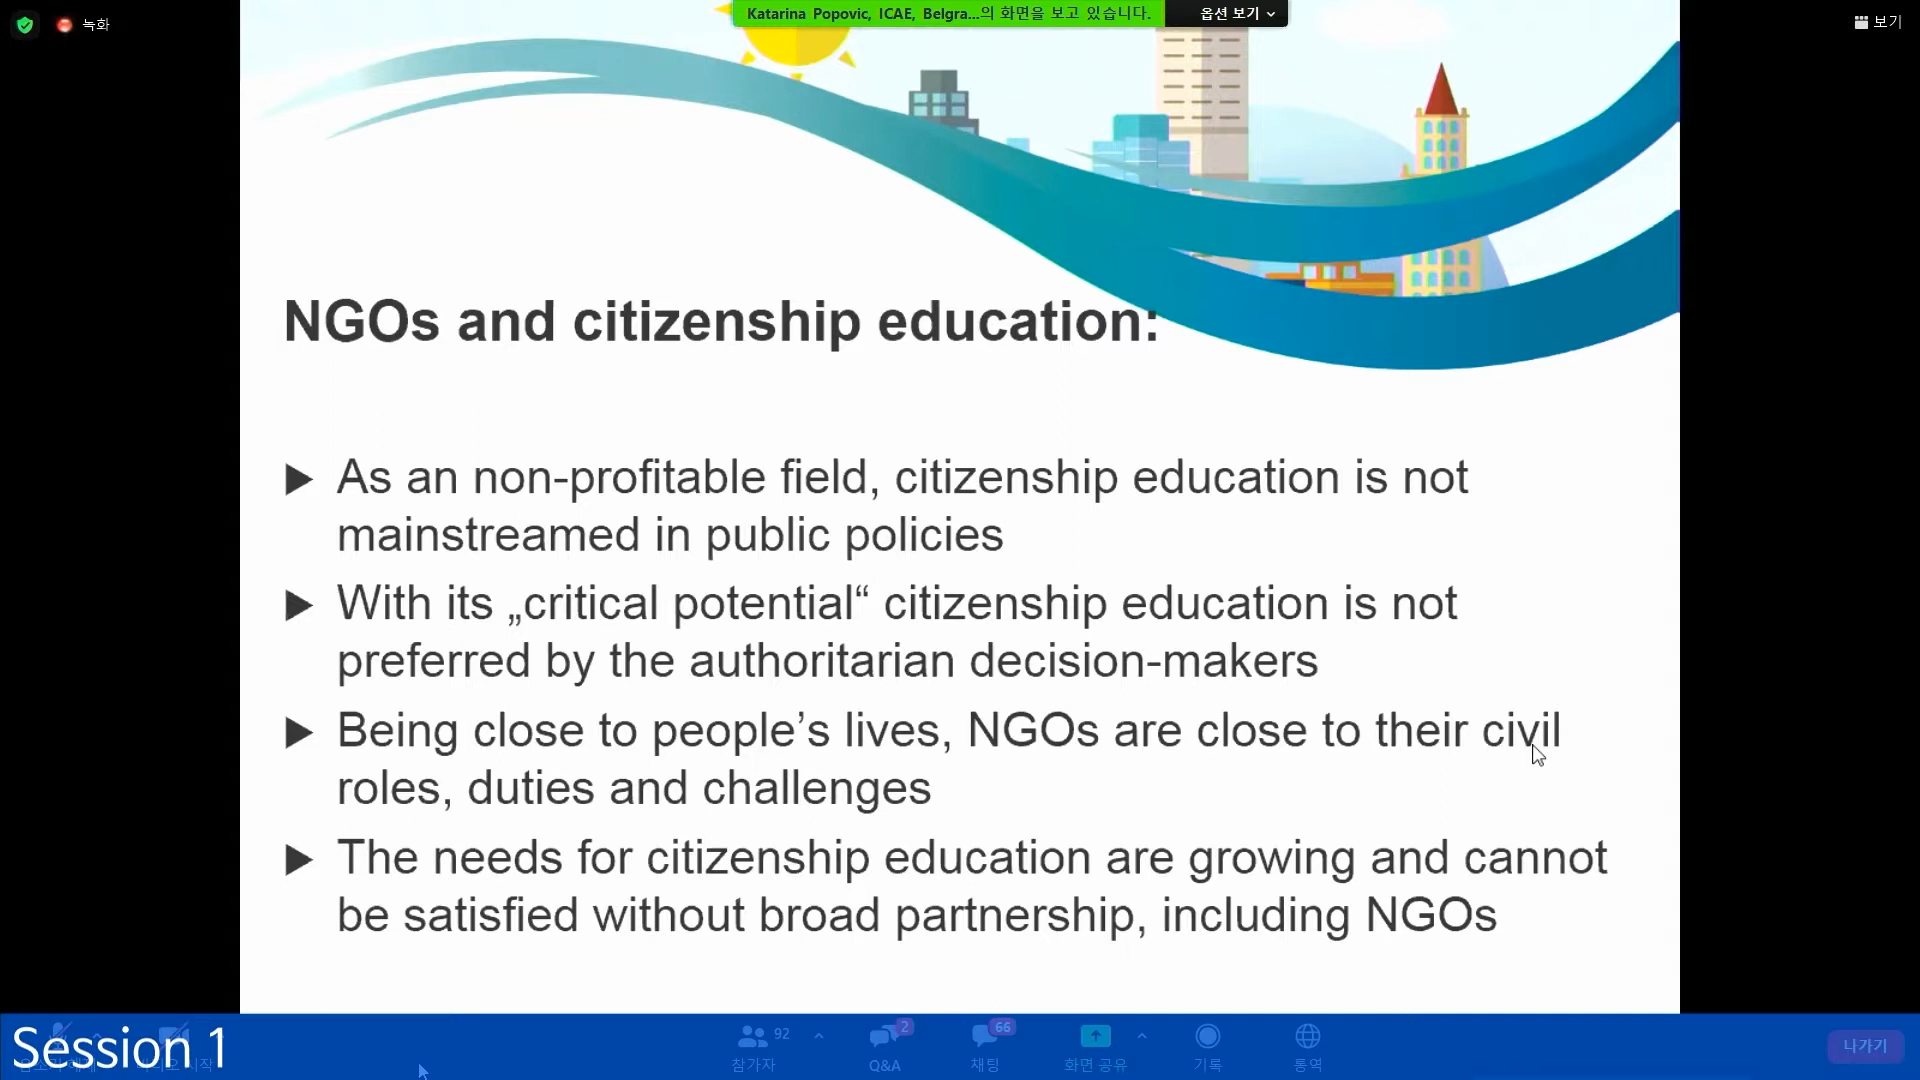 녹화
Katarina Popovic, ICAE, Belgra...의 화면을 보고 있습니다.
옵션 보기
보기
NGOs and citizenship education:
As an non-profitable field, citizenship education is not
mainstreamed in public policies
With its „critical potential“ citizenship education is not
preferred by the authoritarian decision-makers
Being close to people’s lives, NGOs are close to their civil
roles, duties and challenges
The needs for citizenship education are growing and cannot
be satisfied without broad partnership, including NGOs
Session 1
92
참가자
2
Q&A
66
채팅
화면 공유
기록
통역
나가기